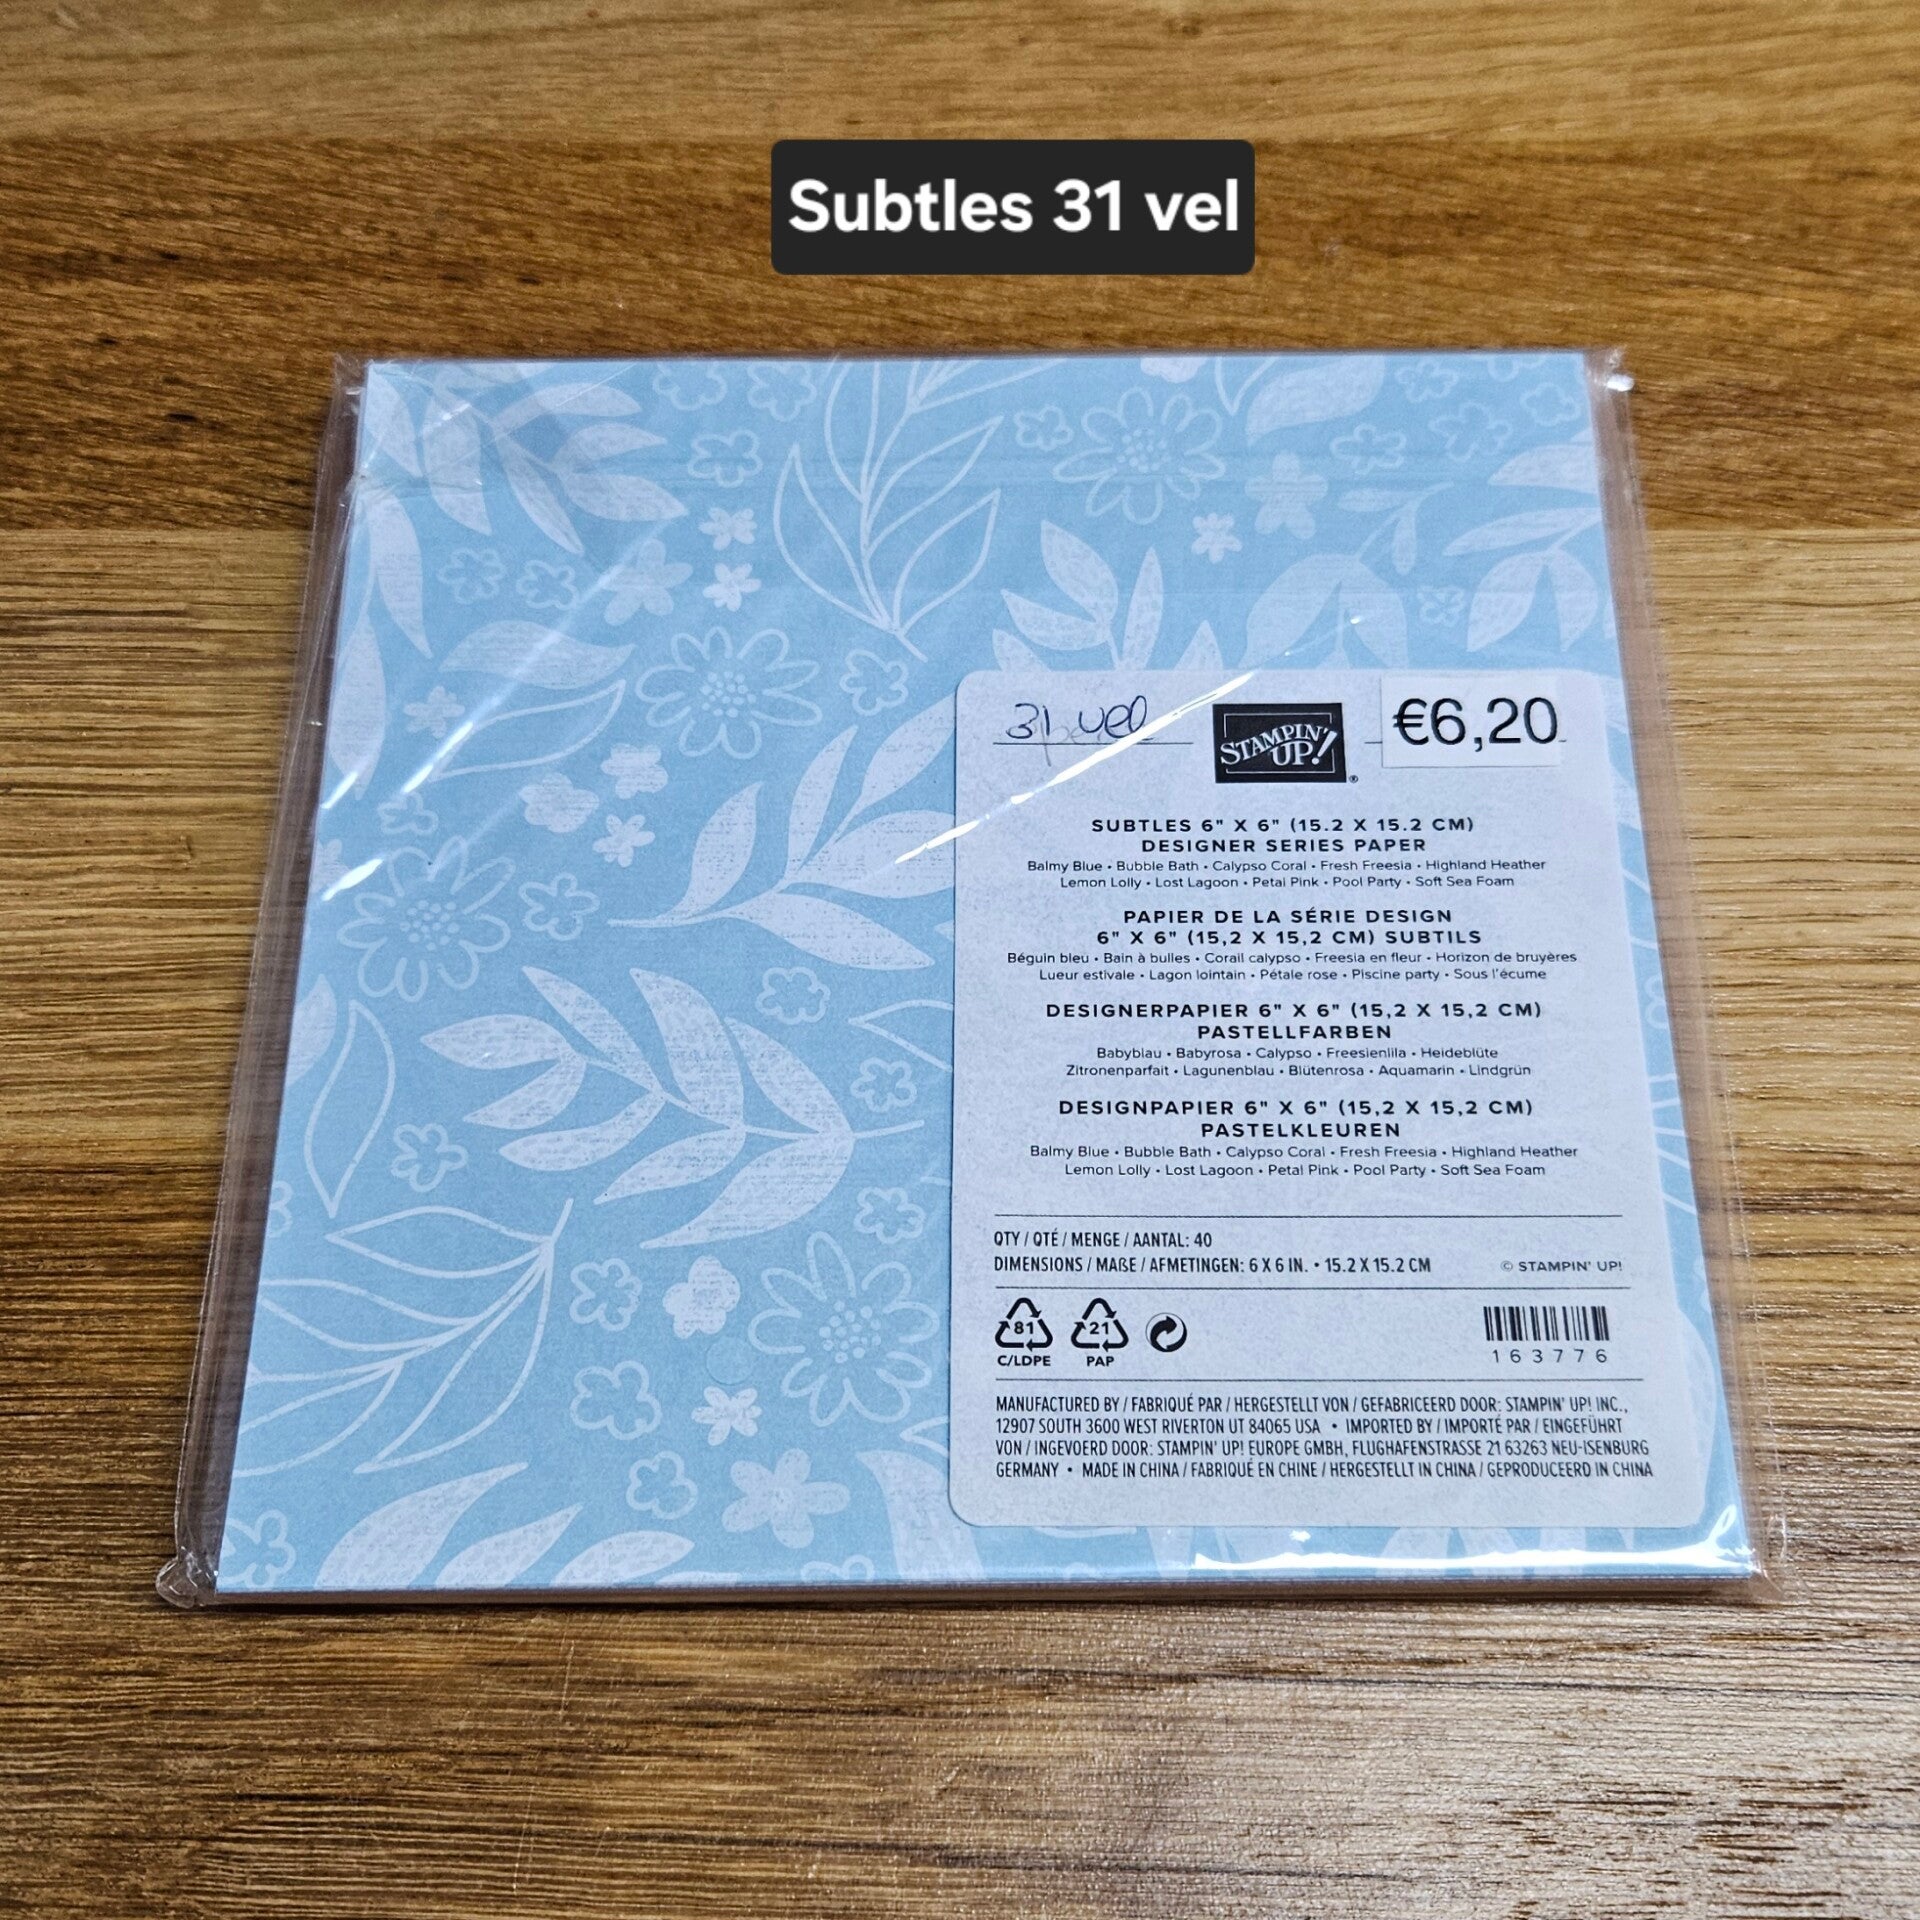 Subtles 31 vel
31 vel
STAMPIN' UP!®
€6,20
SUBTLES 6" X 6" (15.2 X 15.2 CM)
DESIGNER SERIES PAPER
Balmy Blue • Bubble Bath • Calypso Coral • Fresh Freesia • Highland Heather
Lemon Lolly • Lost Lagoon • Petal Pink • Pool Party • Soft Sea Foam
PAPIER DE LA SÉRIE DESIGN
6" X 6" (15,2 X 15,2 CM) SUBTILS
Béguin bleu • Bain à bulles • Corail calypso • Freesia en fleur • Horizon de bruyères
Lueur estivale • Lagon lointain • Pétale rose • Piscine party • Sous l'écume
DESIGNERPAPIER 6" X 6" (15,2 X 15,2 CM)
PASTELLFARBEN
Babyblau • Babyrosa • Calypso • Freesienlila • Heideblüte
Zitronenparfait • Lagunenblau • Blütenrosa • Aquamarin • Lindgrün
DESIGNPAPIER 6" X 6" (15,2 X 15,2 CM)
PASTELKLEUREN
Balmy Blue • Bubble Bath • Calypso Coral • Fresh Freesia • Highland Heather
Lemon Lolly • Lost Lagoon • Petal Pink • Pool Party • Soft Sea Foam
QTY / QTÉ / MENGE / AANTAL: 40
DIMENSIONS / MAßE / AFMETINGEN: 6 X 6 IN. • 15.2 X 15.2 CM © STAMPIN' UP!
81 21
C/LDPE PAP
163776
MANUFACTURED BY / FABRIQUÉ PAR / HERGESTELLT VON / GEFABRICEERD DOOR: STAMPIN' UP! INC.,
12907 SOUTH 3600 WEST RIVERTON UT 84065 USA • IMPORTED BY / IMPORTÉ PAR / EINGEFÜHRT
VON / INGEVOERD DOOR: STAMPIN' UP! EUROPE GMBH, FLUGHAFENSTRASSE 21 63263 NEU-ISENBURG
GERMANY • MADE IN CHINA / FABRIQUÉ EN CHINE / HERGESTELLT IN CHINA / GEPRODUCEERD IN CHINA